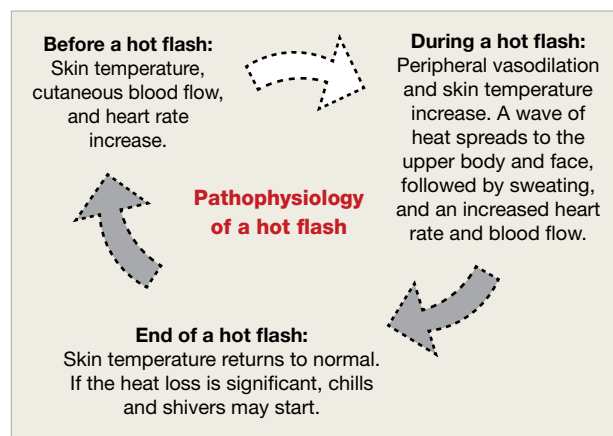 Before a hot flash:
Skin temperature,
cutaneous blood flow,
and heart rate
increase.
During a hot flash:
Peripheral vasodilation
and skin temperature
increase. A wave of
heat spreads to the
upper body and face,
followed by sweating,
and an increased heart
rate and blood flow.
Pathophysiology
of a hot flash
End of a hot flash:
Skin temperature returns to normal.
If the heat loss is significant, chills
and shivers may start.